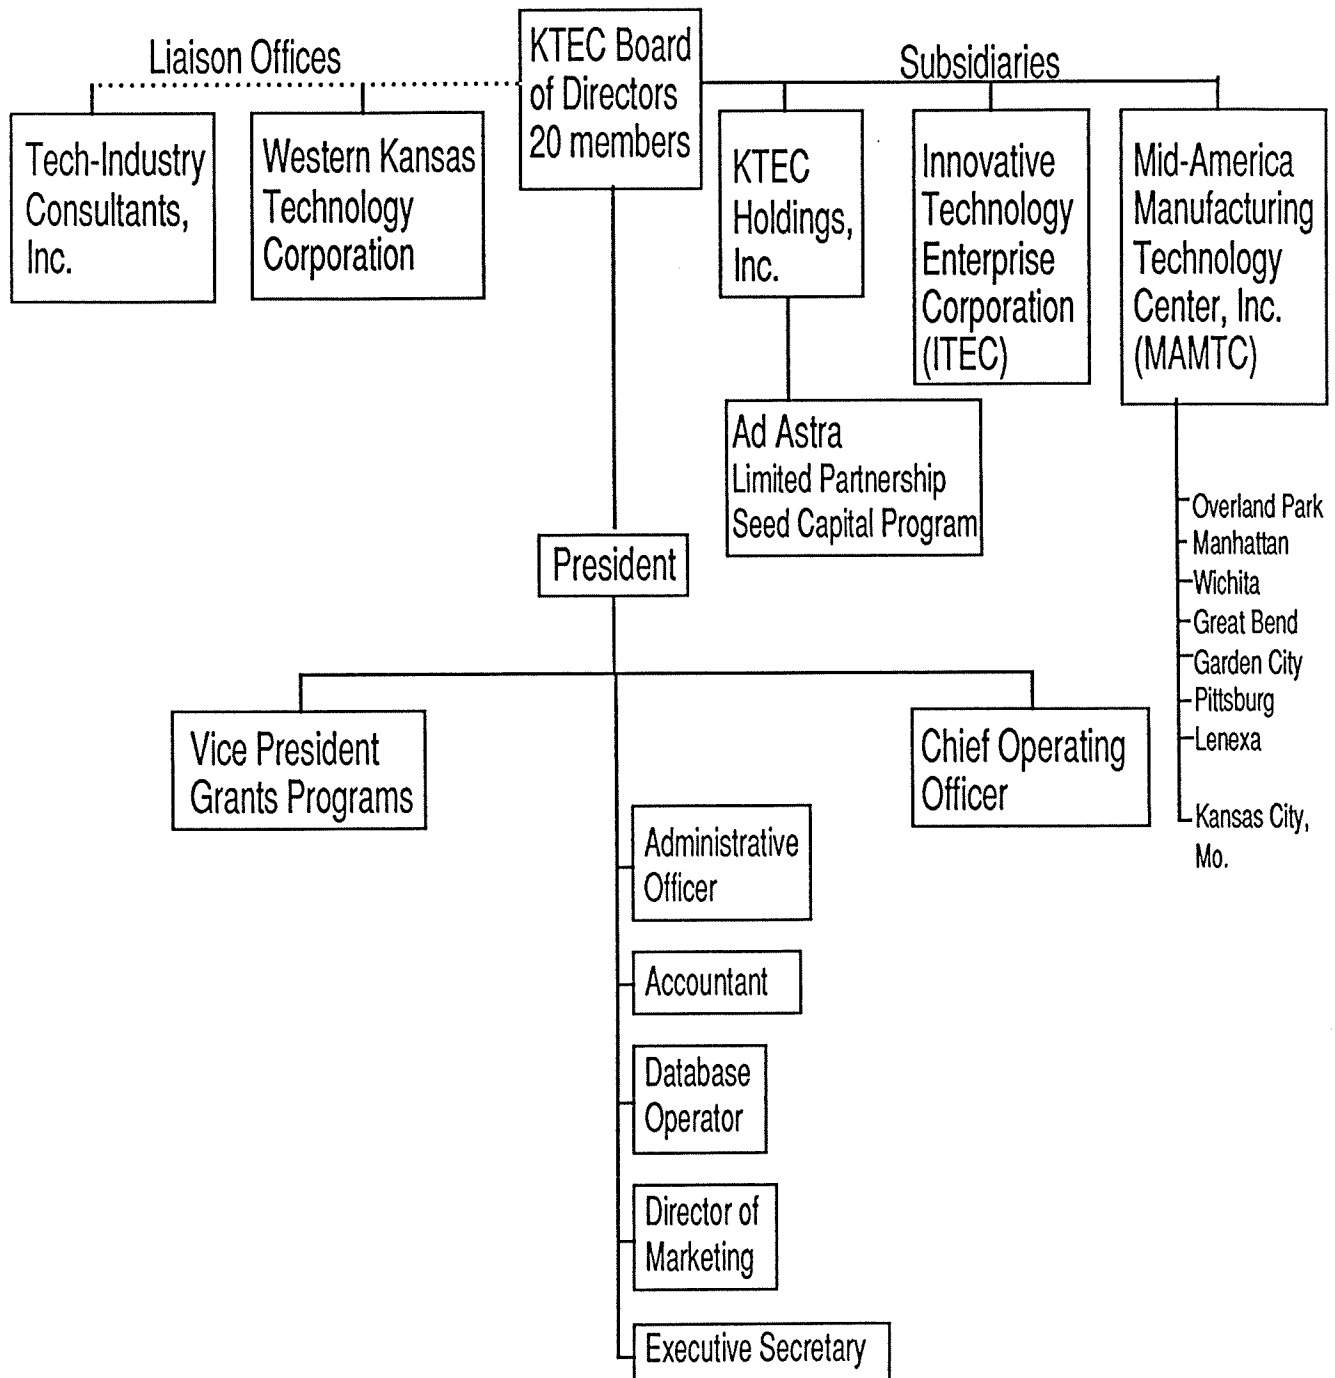 Liaison Offices
KTEC Board
of Directors
20 members
Subsidiaries
Tech-Industry
Consultants,
Inc.
Western Kansas
Technology
Corporation
KTEC
Holdings,
Inc.
Innovative
Technology
Enterprise
Corporation
(ITEC)
Mid-America
Manufacturing
Technology
Center, Inc.
(MAMTC)
Ad Astra
Limited Partnership
Seed Capital Program
Overland Park
Manhattan
Wichita
Great Bend
Garden City
Pittsburg
Lenexa
Kansas City,
Mo.
President
Vice President
Grants Programs
Chief Operating
Officer
Administrative
Officer
Accountant
Database
Operator
Director of
Marketing
Executive Secretary